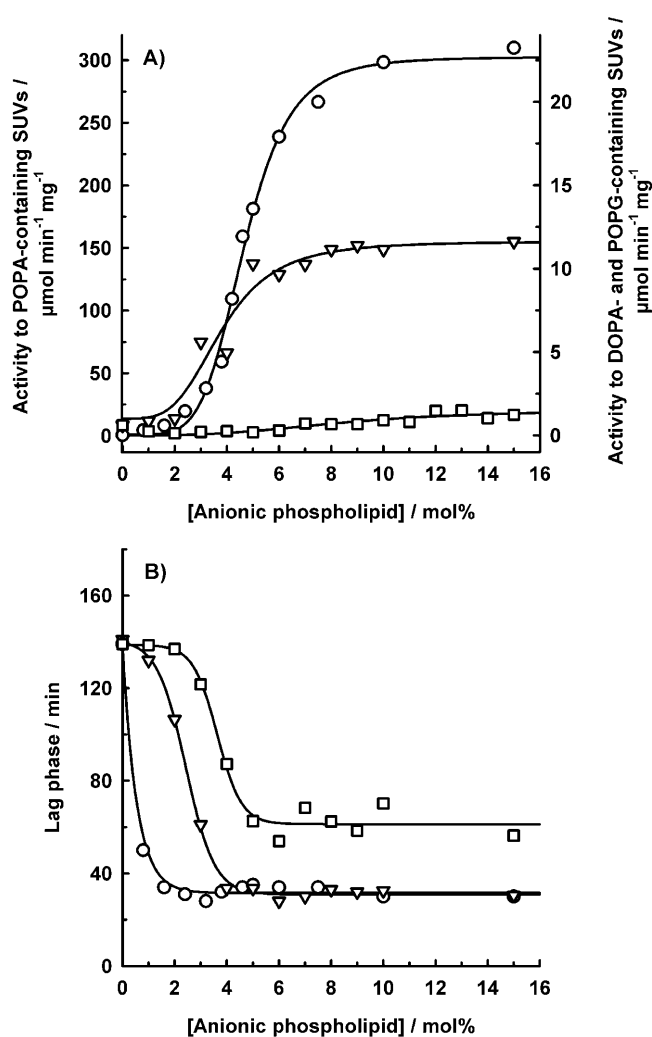 A)
Activity to POPA-containing SUVs /
µmol min⁻¹ mg⁻¹
300
250
200
150
100
50
0
20
15
10
5
0
Activity to DOPA- and POPG-containing SUVs /
µmol min⁻¹ mg⁻¹
0 2 4 6 8 10 12 14 16
[Anionic phospholipid] / mol%
B)
Lag phase / min
160
120
80
40
0
0 2 4 6 8 10 12 14 16
[Anionic phospholipid] / mol%